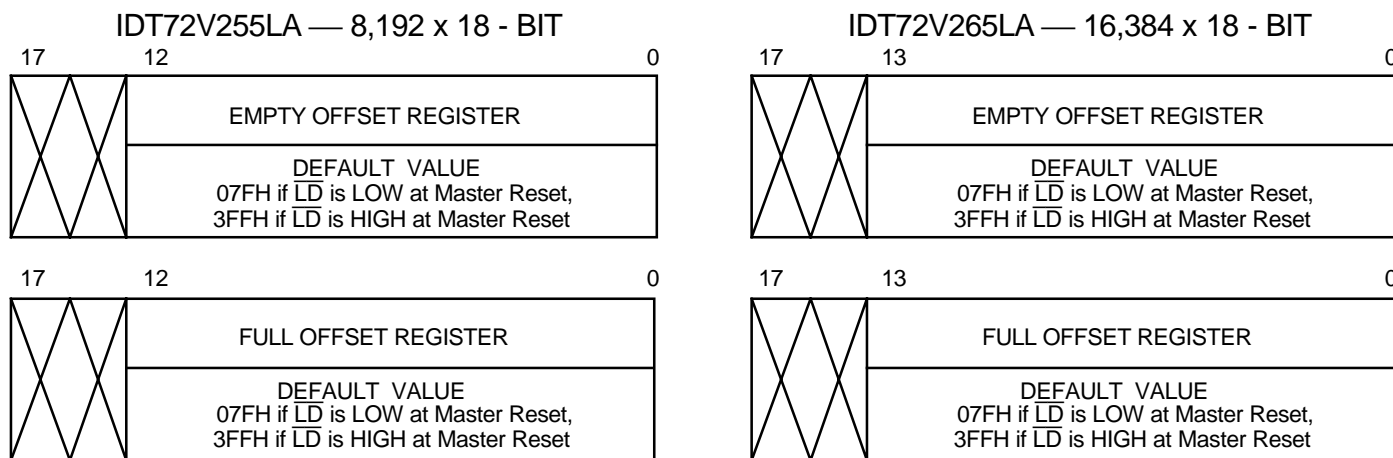 IDT72V255LA — 8,192 x 18 - BIT
17 12 0
EMPTY OFFSET REGISTER
DEFAULT VALUE
07FH if LD is LOW at Master Reset,
3FFH if LD is HIGH at Master Reset
17 12 0
FULL OFFSET REGISTER
DEFAULT VALUE
07FH if LD is LOW at Master Reset,
3FFH if LD is HIGH at Master Reset
IDT72V265LA — 16,384 x 18 - BIT
17 13 0
EMPTY OFFSET REGISTER
DEFAULT VALUE
07FH if LD is LOW at Master Reset,
3FFH if LD is HIGH at Master Reset
17 13 0
FULL OFFSET REGISTER
DEFAULT VALUE
07FH if LD is LOW at Master Reset,
3FFH if LD is HIGH at Master Reset